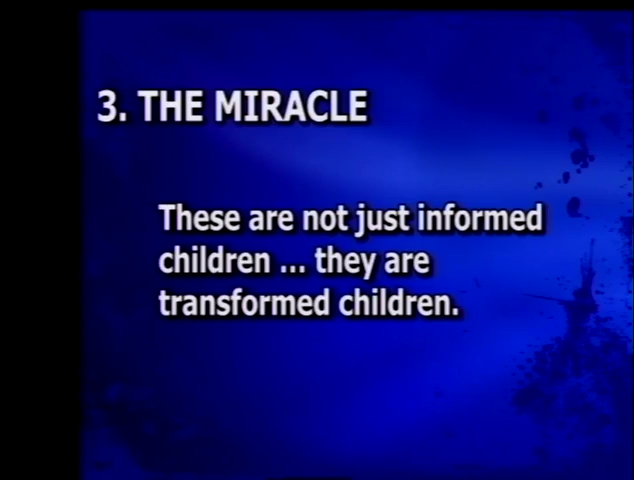 3. THE MIRACLE
These are not just informed
children ... they are
transformed children.